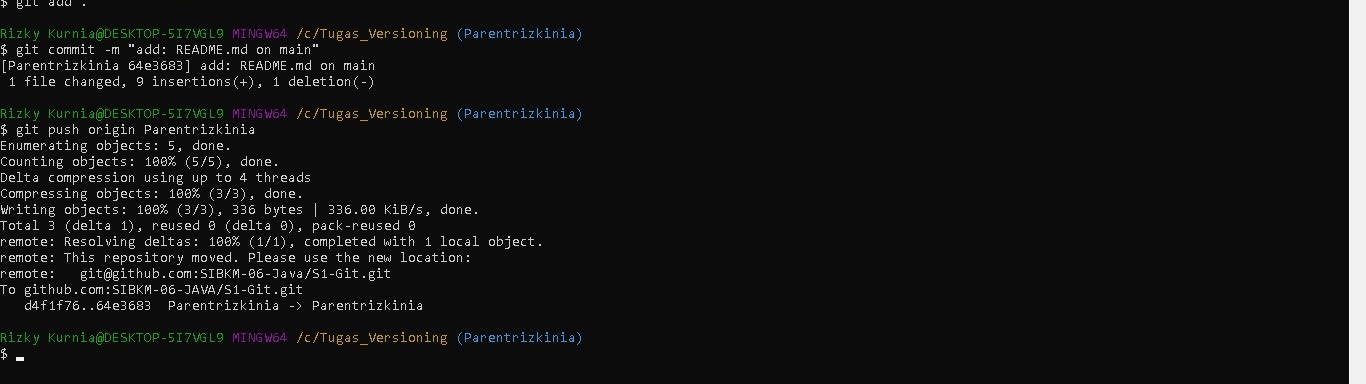 $ git add .
Rizky Kurnia@DESKTOP-5I7VGL9 MINGW64 /c/Tugas_Versioning (Parentrizkinia)
$ git commit -m "add: README.md on main"
[Parentrizkinia 64e3683] add: README.md on main
1 file changed, 9 insertions(+), 1 deletion(-)
Rizky Kurnia@DESKTOP-5I7VGL9 MINGW64 /c/Tugas_Versioning (Parentrizkinia)
$ git push origin Parentrizkinia
Enumerating objects: 5, done.
Counting objects: 100% (5/5), done.
Delta compression using up to 4 threads
Compressing objects: 100% (3/3), done.
Writing objects: 100% (3/3), 336 bytes | 336.00 KiB/s, done.
Total 3 (delta 1), reused 0 (delta 0), pack-reused 0
remote: Resolving deltas: 100% (1/1), completed with 1 local object.
remote: This repository moved. Please use the new location:
remote:   git@github.com:SIBKM-06-Java/S1-Git.git
To github.com:SIBKM-06-JAVA/S1-Git.git
d4f1f76..64e3683  Parentrizkinia -> Parentrizkinia
Rizky Kurnia@DESKTOP-5I7VGL9 MINGW64 /c/Tugas_Versioning (Parentrizkinia)
$